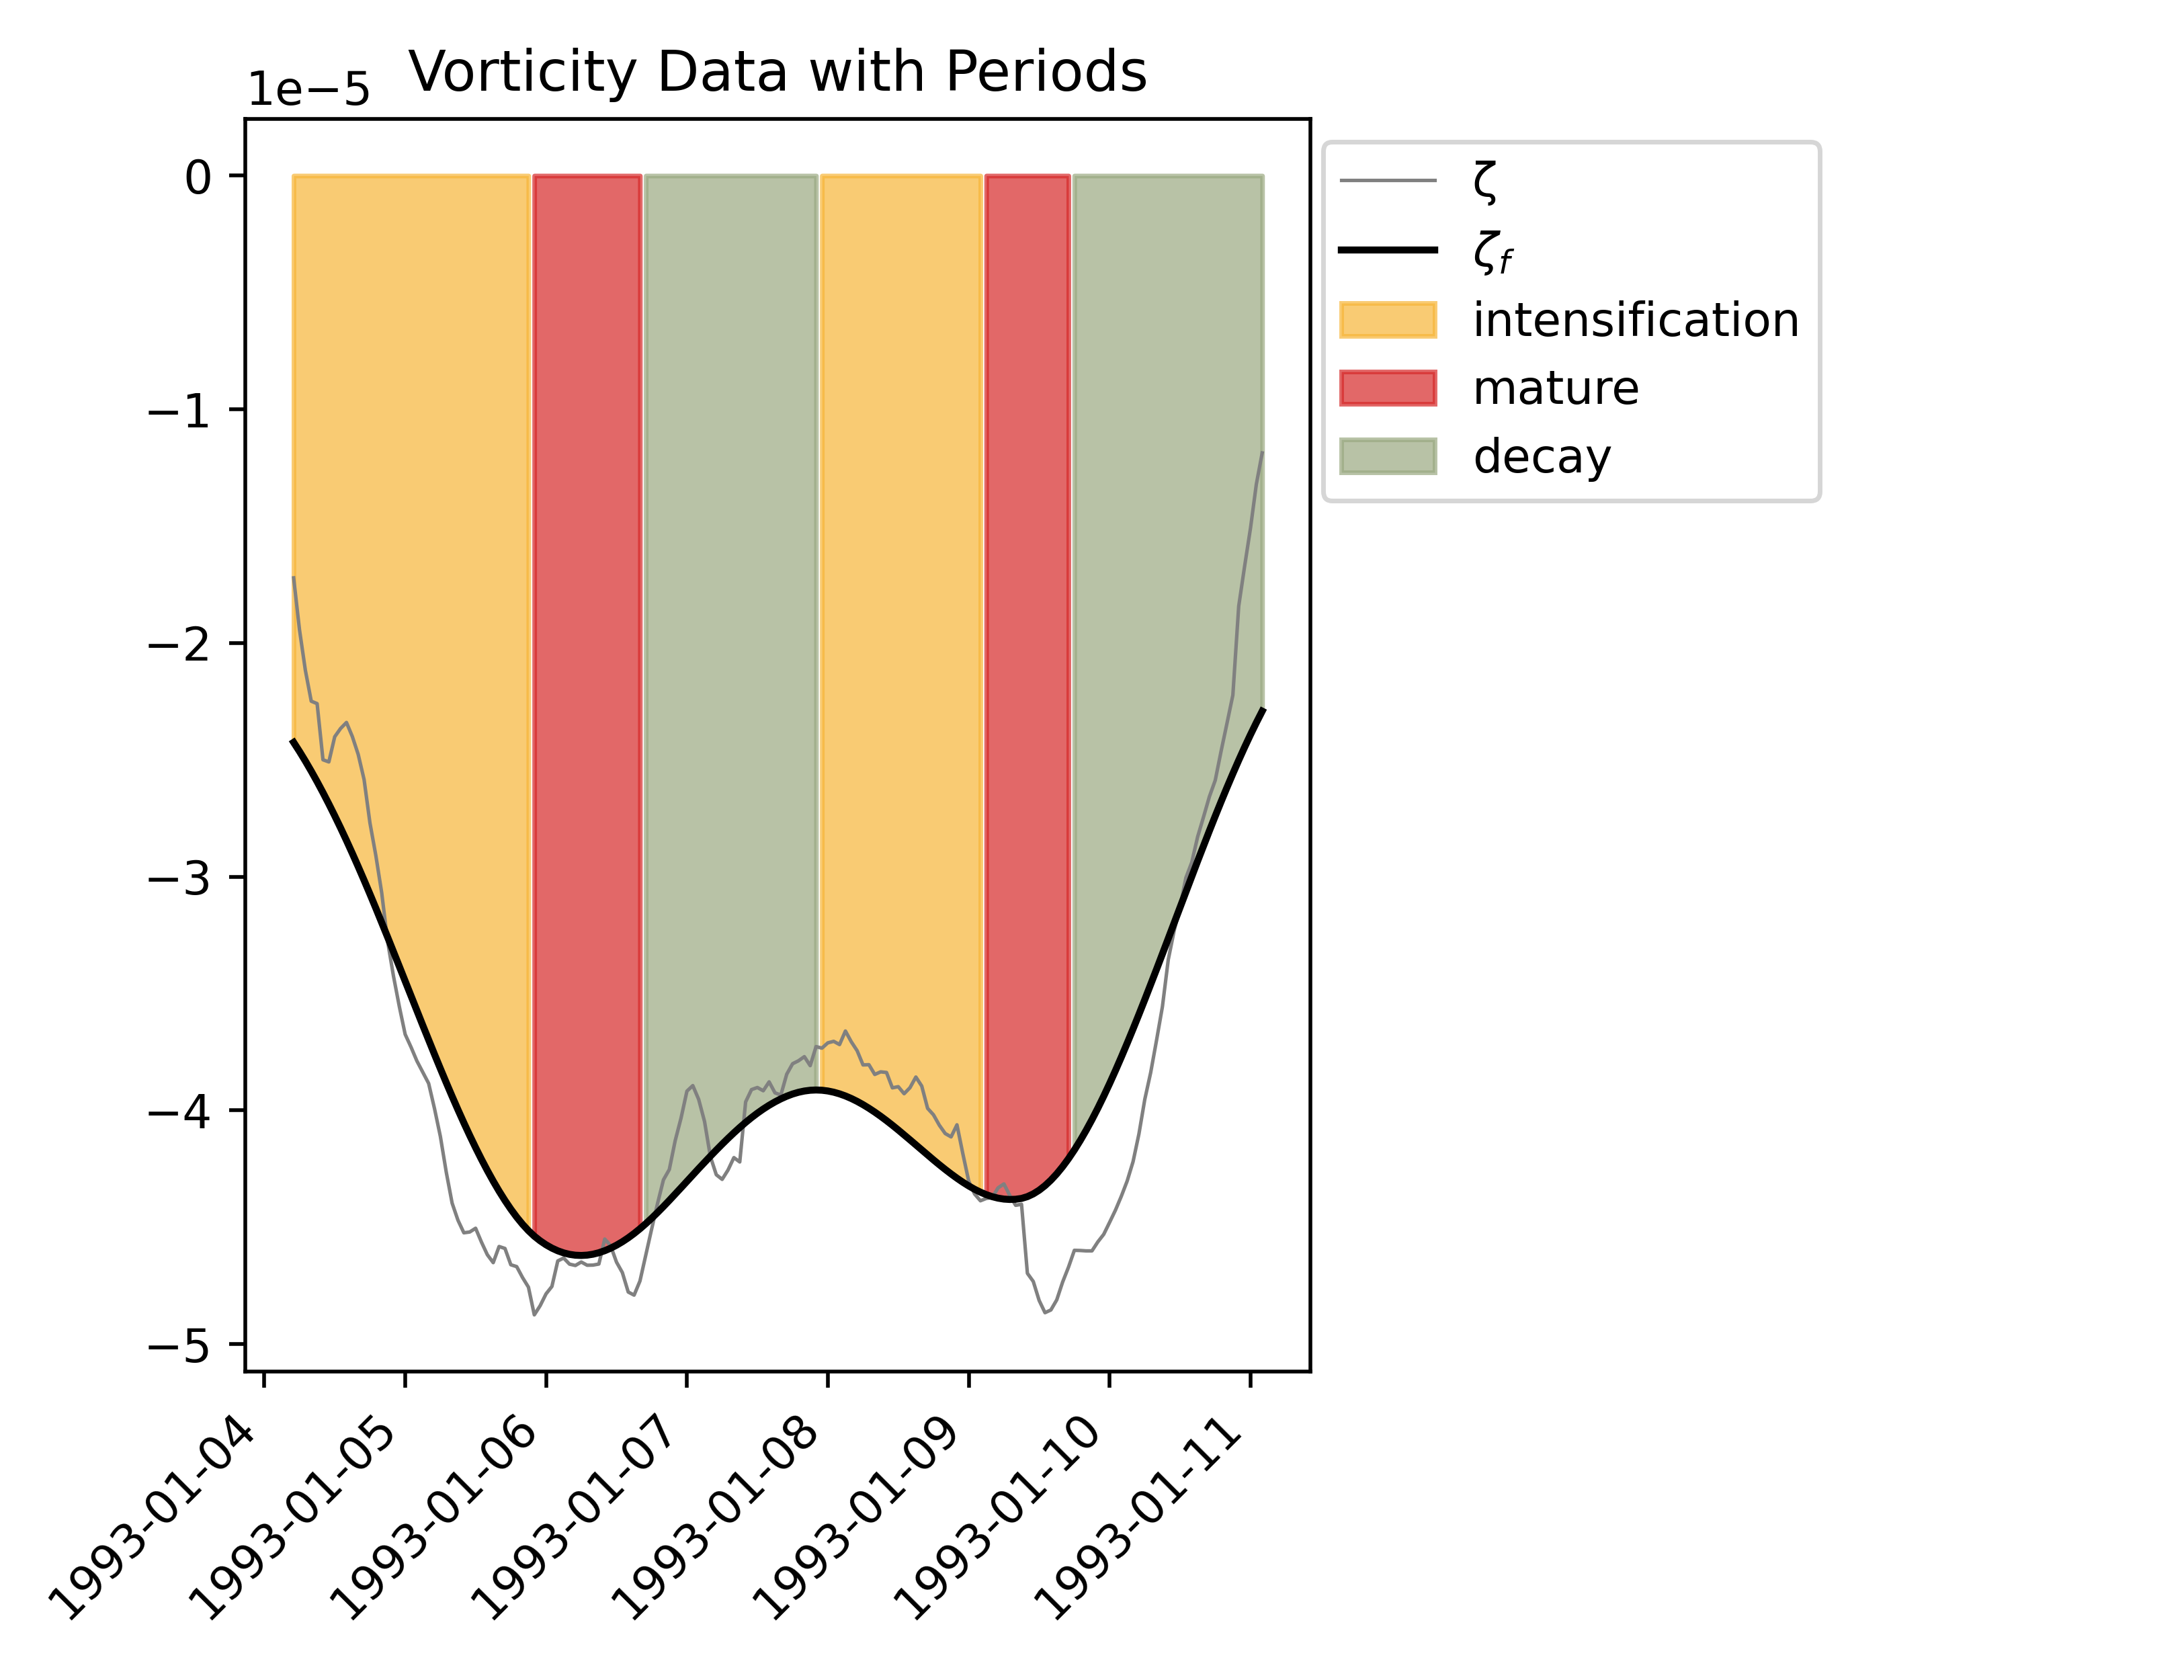 Vorticity Data with Periods
1e−5
0
−1
−2
−3
−4
−5
1993-01-04
1993-01-05
1993-01-06
1993-01-07
1993-01-08
1993-01-09
1993-01-10
1993-01-11
ζ
ζf
intensification
mature
decay